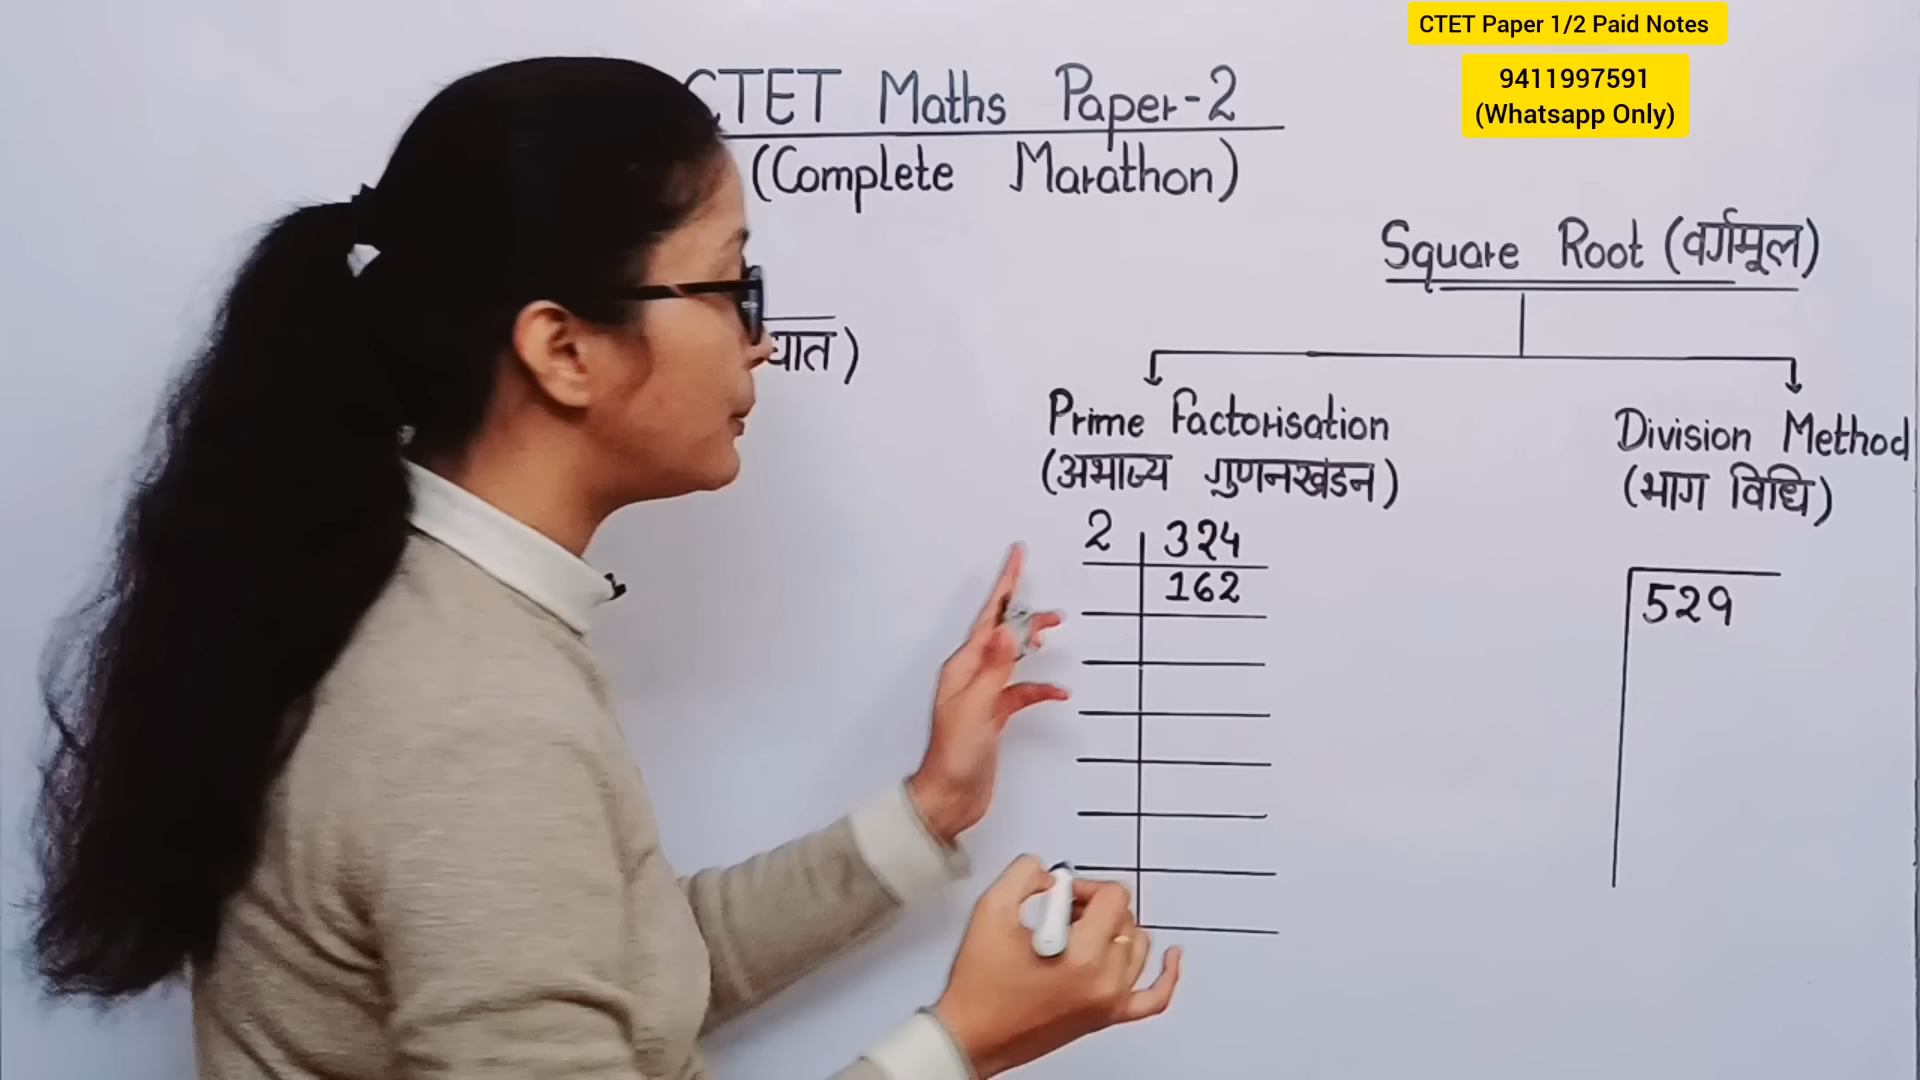 CTET Paper 1/2 Paid Notes
9411997591
(Whatsapp Only)
CTET Maths Paper-2
(Complete Marathon)
Square Root (वर्गमूल)
घात)
Prime Factorisation
(अभाज्य गुणनखंडन)
Division Method
(भाग विधि)
2 324
162
529